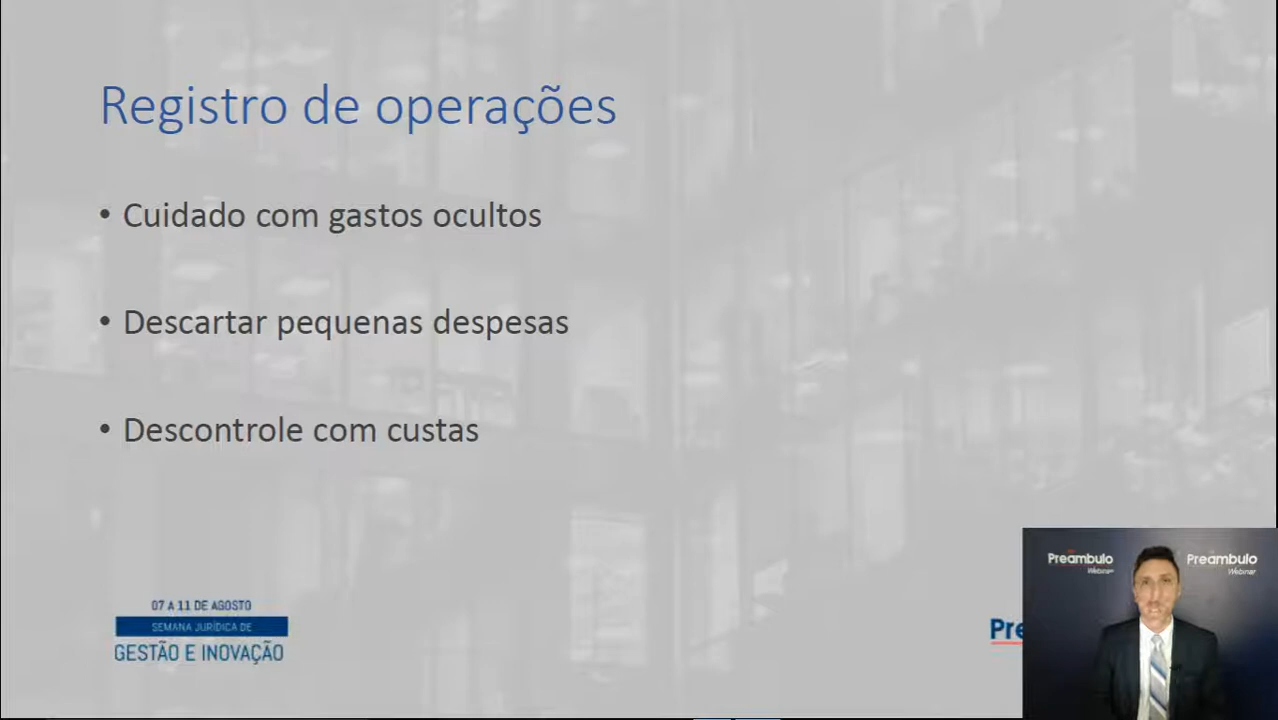 Registro de operações
• Cuidado com gastos ocultos
• Descartar pequenas despesas
• Descontrole com custas
07 A 11 DE AGOSTO
SEMANA JURÍDICA DE
GESTÃO E INOVAÇÃO
Pre
Preambulo
Webinar
Preambulo
Webinar